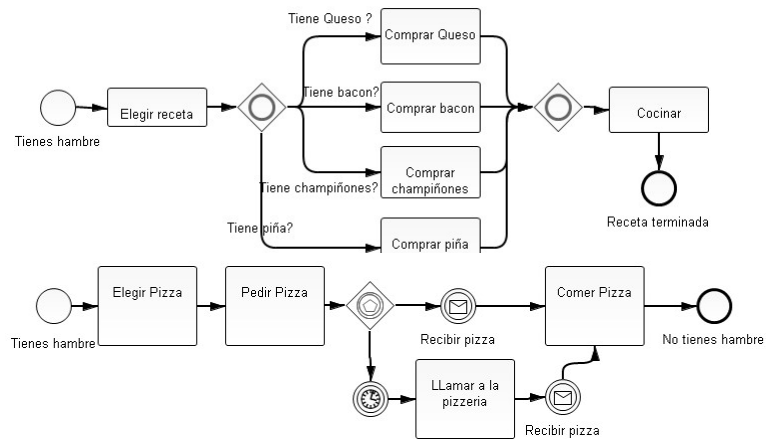 Tiene Queso ?
Comprar Queso
Tiene bacon?
Elegir receta
Comprar bacon
Cocinar
Tienes hambre
Comprar
champiñones
Tiene champiñones?
Receta terminada
Tiene piña?
Comprar piña
Elegir Pizza
Pedir Pizza
Comer Pizza
Tienes hambre
Recibir pizza
No tienes hambre
LLamar a la
pizzeria
Recibir pizza